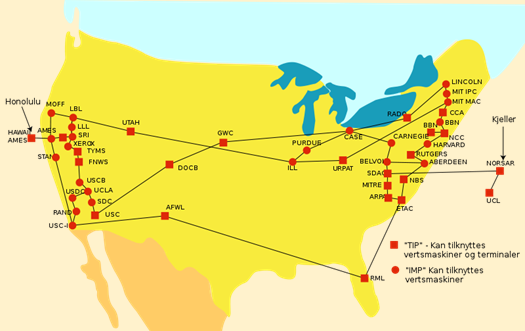 LINCOLN
MIT IPC
MIT MAC
Honolulu
MOFF
LBL
RADC
CCA
Kjeller
LLL
UTAH
BBN
BBN
HAWAII
AMES
AMES
SRI
GWC
CASE
CARNEGIE
NCC
XEROX
PURDUE
HARVARD
TYMS
RUTGERS
STAN
FNWS
DOCB
ILL
URPAT
BELVOIR
ABERDEEN
NORSAR
SDAC
USCB
MITRE
NBS
USDC
UCLA
UCL
SDC
ARPA
ETAC
RAND
USC
AFWL
USC-I
"TIP" - Kan tilknyttes
vertsmaskiner og terminaler
RML
"IMP" Kan tilknyttes
vertsmaskiner